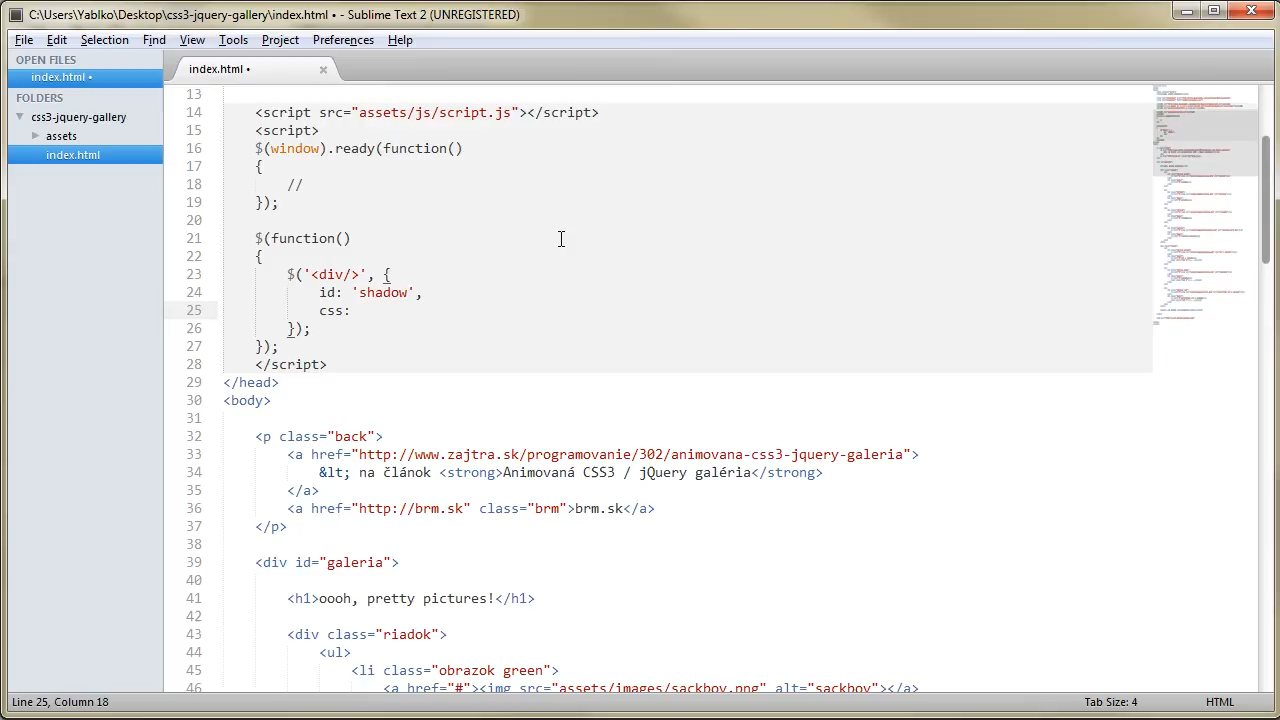 C:\Users\Yablko\Desktop\css3-jquery-gallery\index.html • - Sublime Text 2 (UNREGISTERED)
File Edit Selection Find View Tools Project Preferences Help
OPEN FILES
index.html •
FOLDERS
css3-jquery-gallery
assets
index.html
index.html •
13
14 <script src="assets/js/script.js"></script>
15 <script>
16 $(window).ready(function()
17 {
18 //
19 });
20
21 $(function()
22 {
23 $('<div/>', {
24 id: 'shadow',
25 css:
26 });
27 });
28 </script>
29 </head>
30 <body>
31
32 <p class="back">
33 <a href="http://www.zajtra.sk/programovanie/302/animovana-css3-jquery-galeria">
34 &lt; na článok <strong>Animovaná CSS3 / jQuery galéria</strong>
35 </a>
36 <a href="http://brm.sk" class="brm">brm.sk</a>
37 </p>
38
39 <div id="galeria">
40
41 <h1>oooh, pretty pictures!</h1>
42
43 <div class="riadok">
44 <ul>
45 <li class="obrazok green">
46 <a href="#"><img src="assets/images/sackboy.png" alt="sackboy"></a>
Line 25, Column 18
Tab Size: 4
HTML